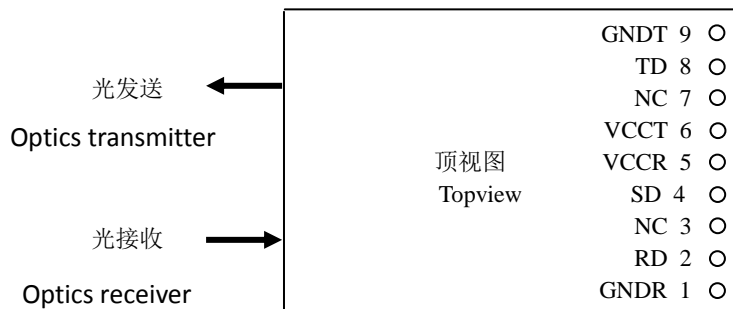 GNDT 9
TD 8
光发送
NC 7
Optics transmitter
VCCT 6
顶视图
VCCR 5
Topview
SD 4
光接收
NC 3
RD 2
Optics receiver
GNDR 1